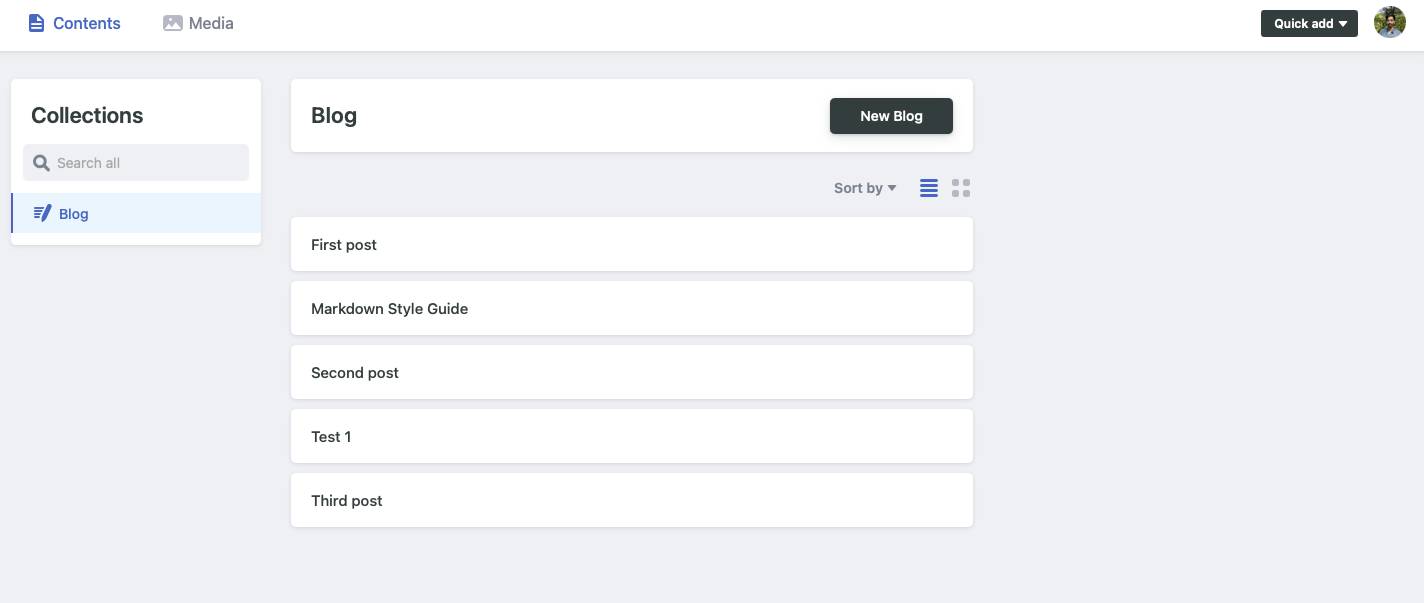 Contents
Media
Quick add
Collections
Search all
Blog
Blog
New Blog
Sort by
First post
Markdown Style Guide
Second post
Test 1
Third post